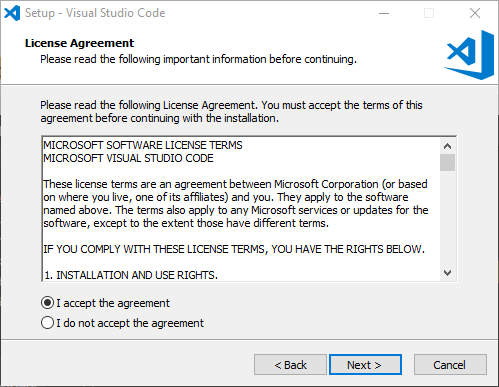 Setup - Visual Studio Code
License Agreement
Please read the following important information before continuing.
Please read the following License Agreement. You must accept the terms of this
agreement before continuing with the installation.
MICROSOFT SOFTWARE LICENSE TERMS
MICROSOFT VISUAL STUDIO CODE
These license terms are an agreement between Microsoft Corporation (or based
on where you live, one of its affiliates) and you. They apply to the software
named above. The terms also apply to any Microsoft services or updates for the
software, except to the extent those have different terms.
IF YOU COMPLY WITH THESE LICENSE TERMS, YOU HAVE THE RIGHTS BELOW.
1. INSTALLATION AND USE RIGHTS.
I accept the agreement
I do not accept the agreement
< Back
Next >
Cancel